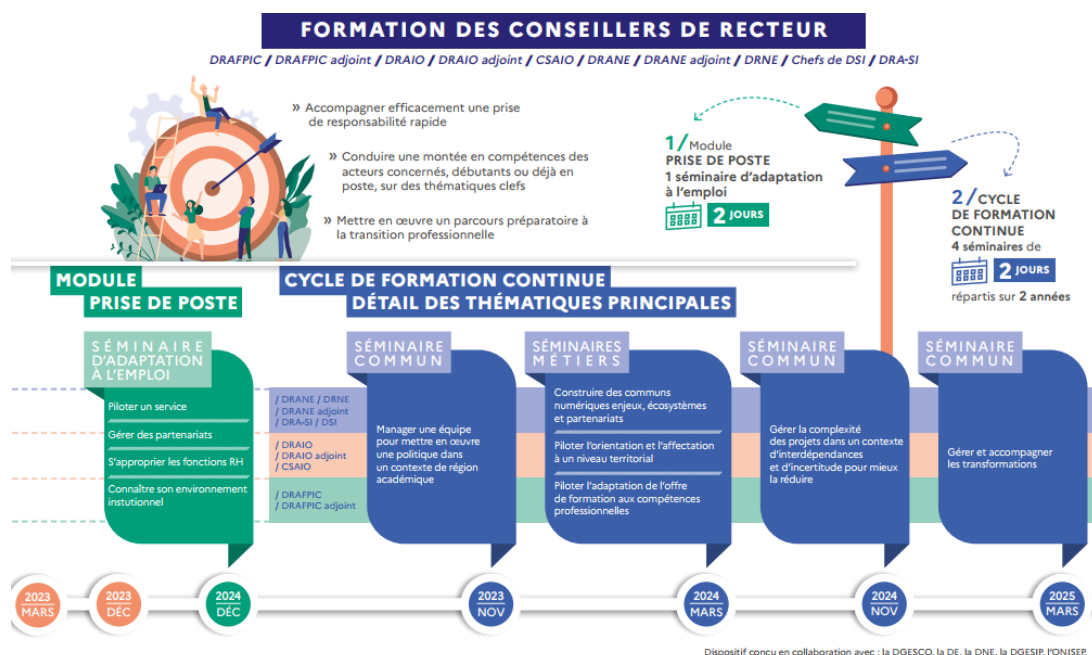 FORMATION DES CONSEILLERS DE RECTEUR
DRAFPIC / DRAFPIC adjoint / DRAIO / DRAIO adjoint / CSAIO / DRANE / DRANE adjoint / DRNE / Chefs de DSI / DRA-SI
» Accompagner efficacement une prise
de responsabilité rapide
» Conduire une montée en compétences des
acteurs concernés, débutants ou déjà en
poste, sur des thématiques clefs
» Mettre en œuvre un parcours préparatoire à
la transition professionnelle
1/ Module
PRISE DE POSTE
1 séminaire d'adaptation
à l'emploi
2 JOURS
2/ CYCLE
DE FORMATION
CONTINUE
4 séminaires de
2 JOURS
répartis sur 2 années
MODULE
PRISE DE POSTE
CYCLE DE FORMATION CONTINUE
DÉTAIL DES THÉMATIQUES PRINCIPALES
SÉMINAIRE
D'ADAPTATION
À L'EMPLOI
Piloter un service
Gérer des partenariats
S'approprier les fonctions RH
Connaître son environnement
instutionnel
/ DRANE / DRNE
/ DRANE adjoint
/ DRA-SI / DSI
/ DRAIO
/ DRAIO adjoint
/ CSAIO
/ DRAFPIC
/ DRAFPIC adjoint
SÉMINAIRE
COMMUN
Manager une équipe
pour mettre en œuvre
une politique dans
un contexte de région
académique
SÉMINAIRES
MÉTIERS
Construire des communs
numériques enjeux, écosystèmes
et partenariats
Piloter l'orientation et l'affectation
à un niveau territorial
Piloter l'adaptation de l'offre
de formation aux compétences
professionnelles
SÉMINAIRE
COMMUN
Gérer la complexité
des projets dans un contexte
d'interdépendances
et d'incertitude pour mieux
la réduire
SÉMINAIRE
COMMUN
Gérer et accompagner
les transformations
2023
MARS
2023
DÉC
2024
DÉC
2023
NOV
2024
MARS
2024
NOV
2025
MARS
Dispositif conçu en collaboration avec : la DGESCO, la DE, la DNE, la DGESIP, l'ONISEP